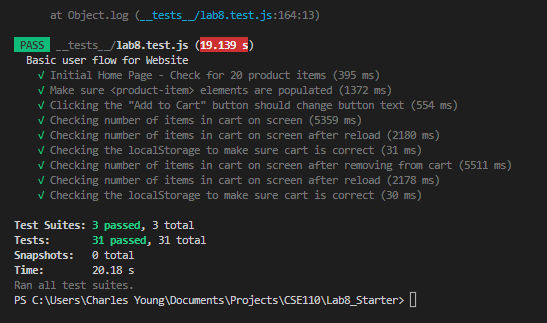 at Object.log (__tests__/lab8.test.js:164:13)
PASS __tests__/lab8.test.js (19.139 s)
Basic user flow for Website
√ Initial Home Page - Check for 20 product items (395 ms)
√ Make sure <product-item> elements are populated (1372 ms)
√ Clicking the "Add to Cart" button should change button text (554 ms)
√ Checking number of items in cart on screen (5359 ms)
√ Checking number of items in cart on screen after reload (2180 ms)
√ Checking the localStorage to make sure cart is correct (31 ms)
√ Checking number of items in cart on screen after removing from cart (5511 ms)
√ Checking number of items in cart on screen after reload (2178 ms)
√ Checking the localStorage to make sure cart is correct (30 ms)
Test Suites: 3 passed, 3 total
Tests: 31 passed, 31 total
Snapshots: 0 total
Time: 20.18 s
Ran all test suites.
PS C:\Users\Charles Young\Documents\Projects\CSE110\Lab8_Starter>